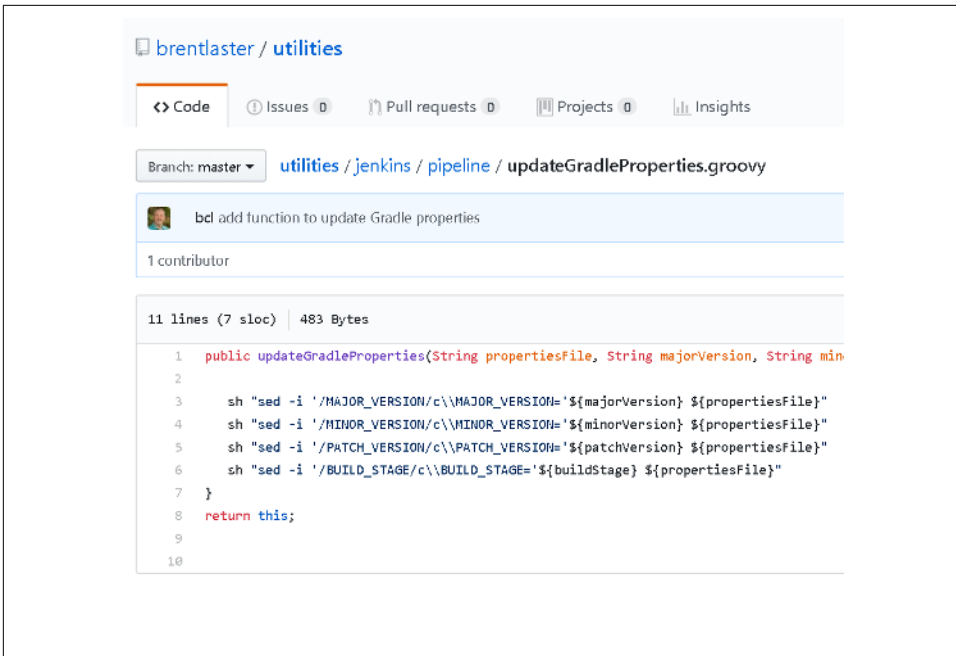 brentlaster / utilities
Code Issues 0 Pull requests 0 Projects 0 Insights
Branch: master utilities / jenkins / pipeline / updateGradleProperties.groovy
bcl add function to update Gradle properties
1 contributor
11 lines (7 sloc) 483 Bytes
1 public updateGradleProperties(String propertiesFile, String majorVersion, String min
2
3 sh "sed -i '/MAJOR_VERSION/c\\MAJOR_VERSION='${majorVersion} ${propertiesFile}"
4 sh "sed -i '/MINOR_VERSION/c\\MINOR_VERSION='${minorVersion} ${propertiesFile}"
5 sh "sed -i '/PATCH_VERSION/c\\PATCH_VERSION='${patchVersion} ${propertiesFile}"
6 sh "sed -i '/BUILD_STAGE/c\\BUILD_STAGE='${buildStage} ${propertiesFile}"
7 }
8 return this;
9
10